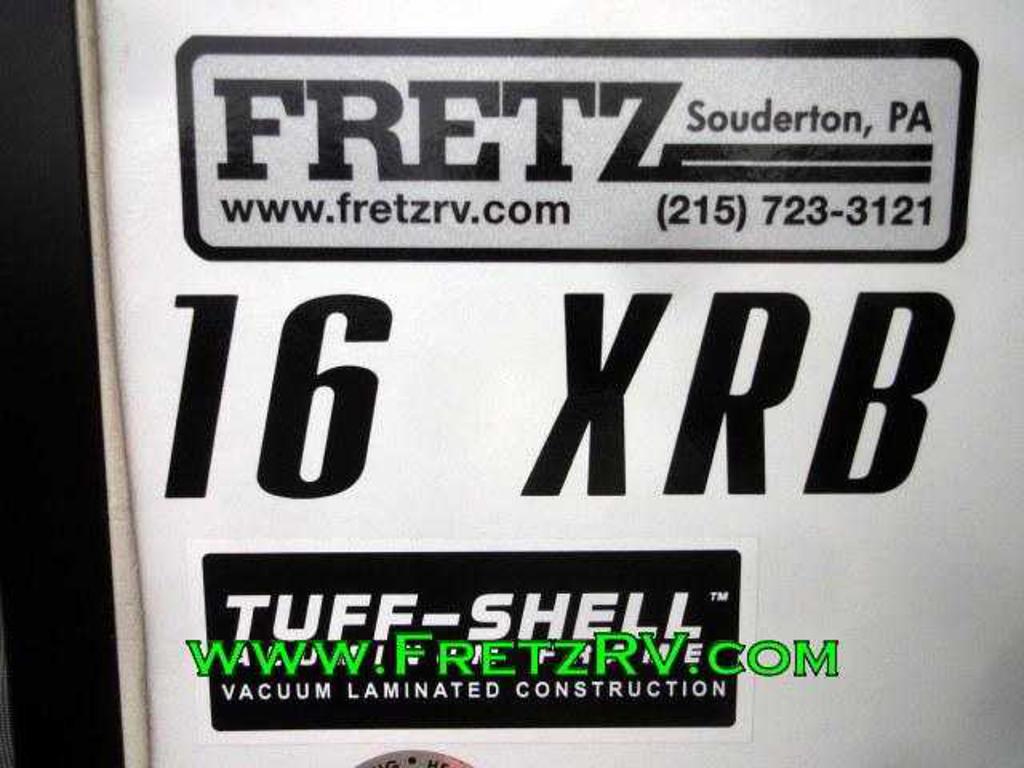 FRETZ
Souderton, PA
www.fretzrv.com (215) 723-3121
16 XRB
TUFF-SHELL™
www.FretzRV.com
VACUUM LAMINATED CONSTRUCTION